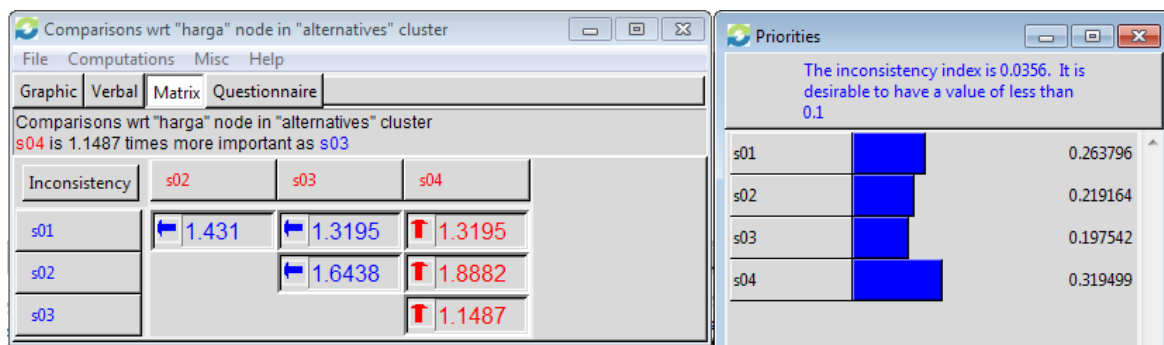 Comparisons wrt "harga" node in "alternatives" cluster
File Computations Misc Help
Graphic Verbal Matrix Questionnaire
Comparisons wrt "harga" node in "alternatives" cluster
s04 is 1.1487 times more important as s03
Inconsistency s02 s03 s04
s01 1.431 1.3195 1.3195
s02 1.6438 1.8882
s03 1.1487
Priorities
The inconsistency index is 0.0356. It is
desirable to have a value of less than
0.1
s01 0.263796
s02 0.219164
s03 0.197542
s04 0.319499